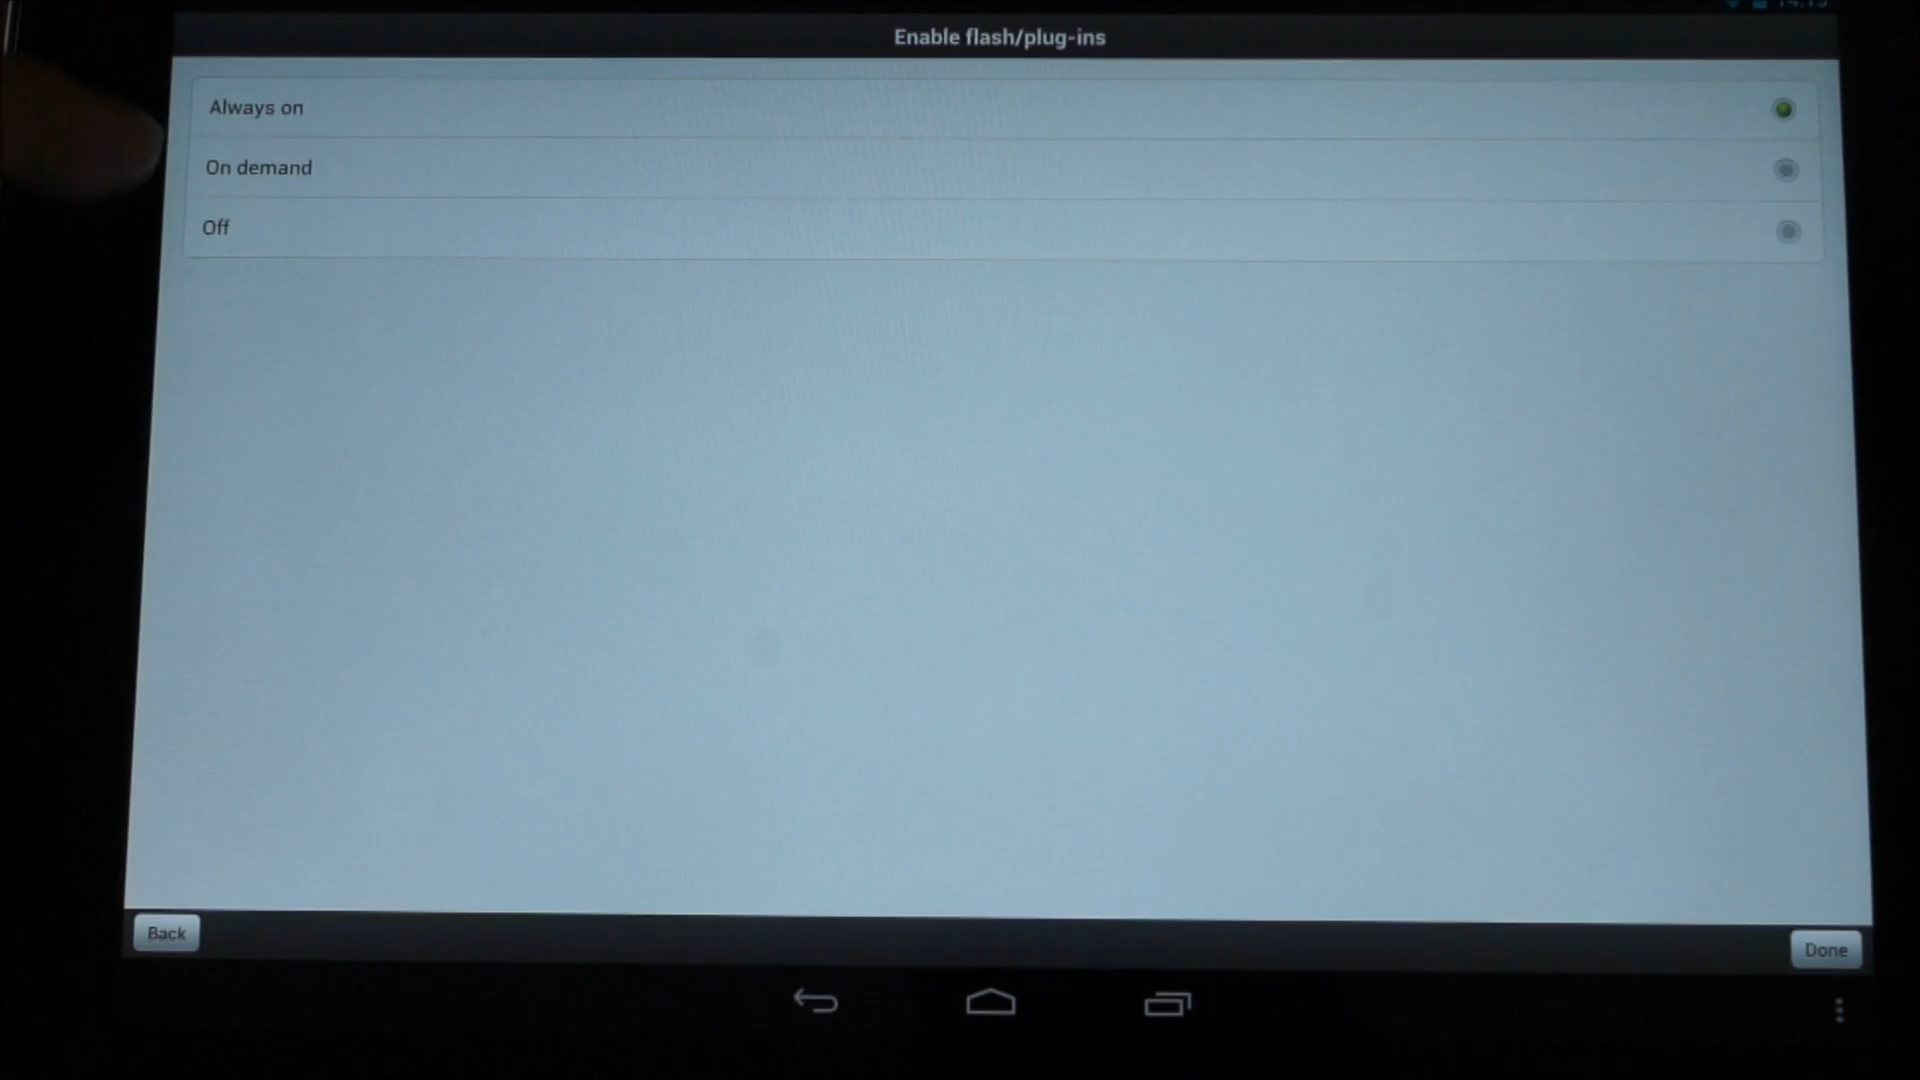 Enable flash/plug-ins
Always on
On demand
Off
Back
Done